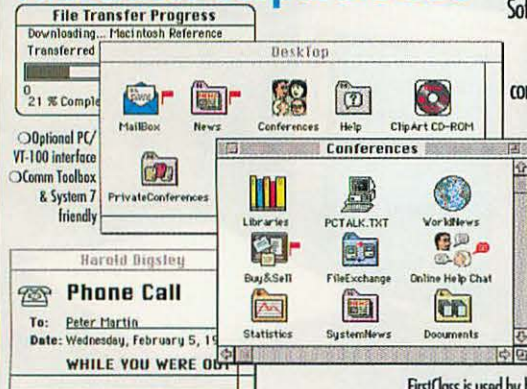 File Transfer Progress
Downloading... Macintosh Reference
Transferred
0
21 % Comple
Desktop
MailBox
News
Conferences
Help
ClipArt CD-ROM
PrivateConferences
Optional PC/
VT-100 interface
Comm Toolbox
& System 7
friendly
Conferences
Libraries
PCTALK.TXT
WorldNews
Buy&Sell
FileExchange
Online Help Chat
Statistics
SystemNews
Documents
Harold Digsley
Phone Call
To: Peter Martin
Date: Wednesday, February 5, 19
WHILE YOU WERE OU
FirstClass is used by